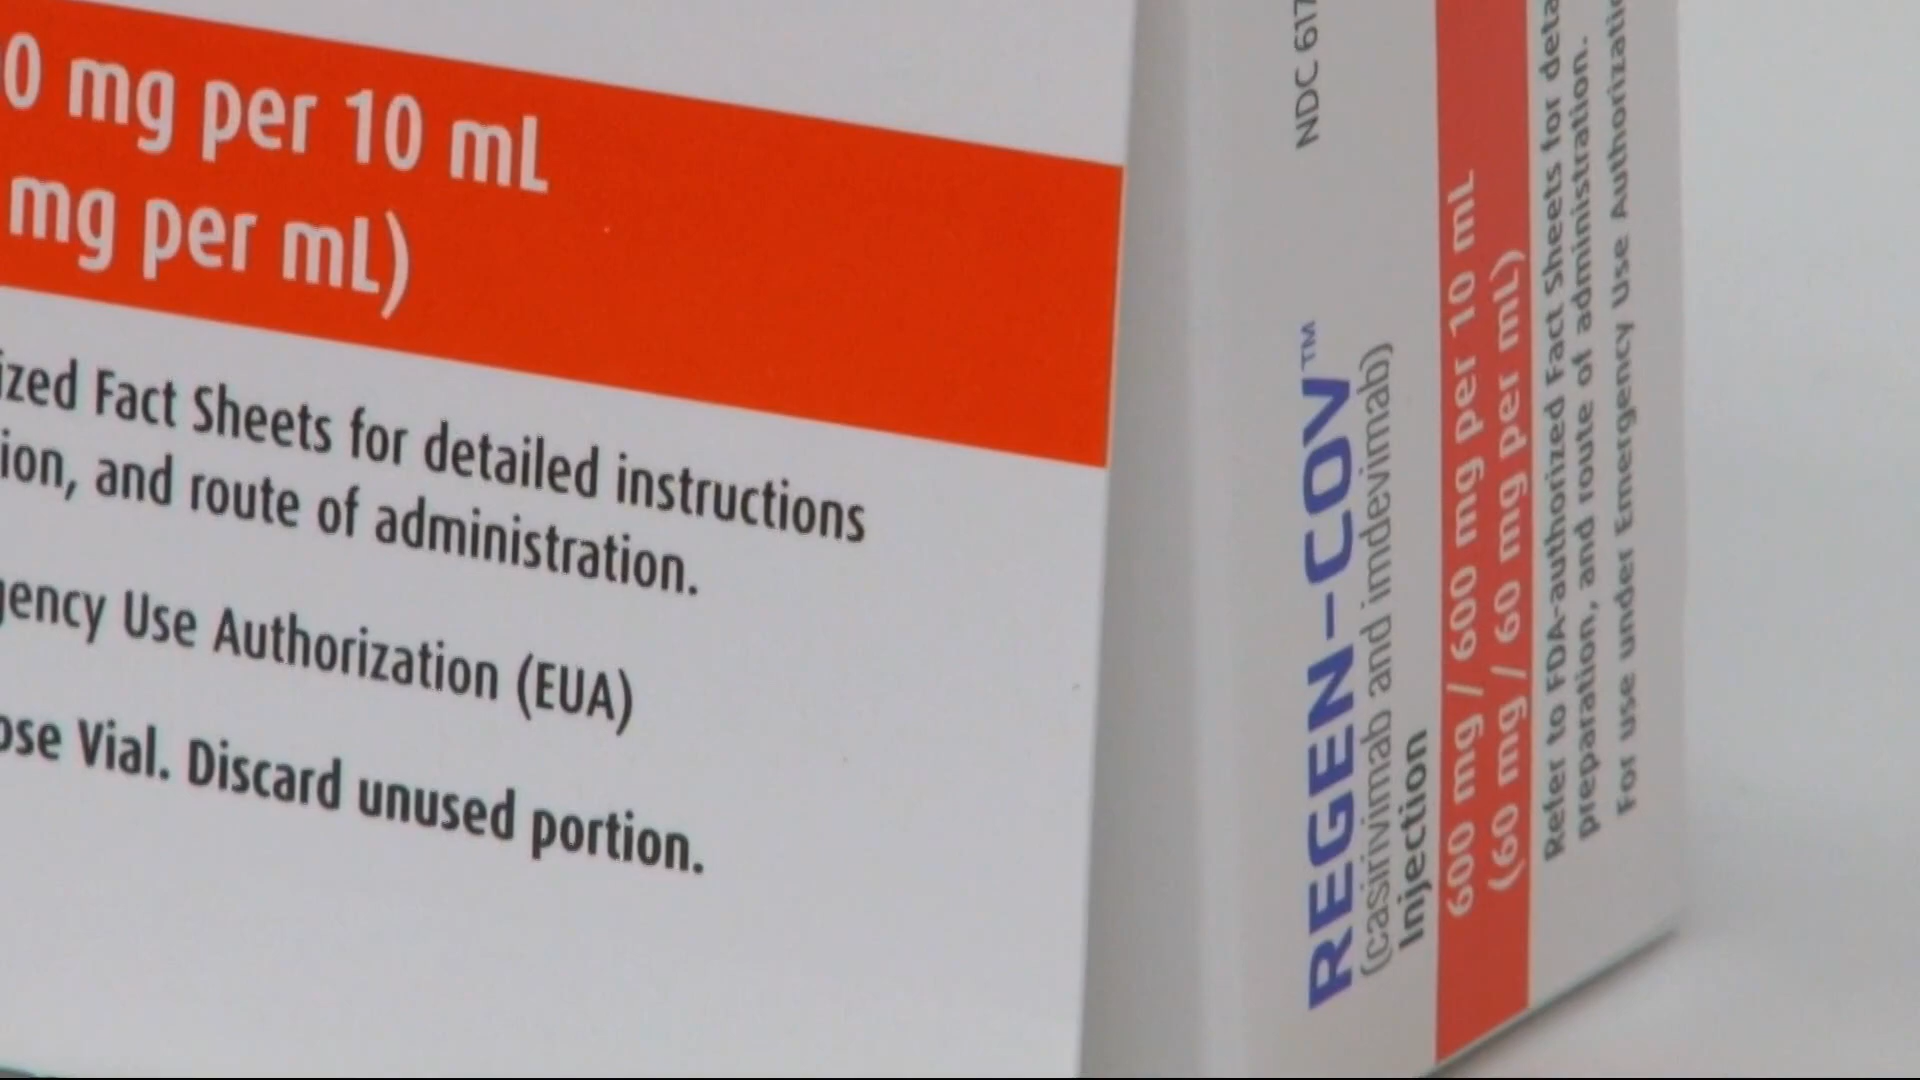 0 mg per 10 mL
mg per mL)
ized Fact Sheets for detailed instructions
ion, and route of administration.
gency Use Authorization (EUA)
ose Vial. Discard unused portion.
NDC 617
REGEN-COV™
(casirivimab and imdevimab)
Injection
600 mg / 600 mg per 10 mL
(60 mg / 60 mg per mL)
Refer to FDA-authorized Fact Sheets for deta
preparation, and route of administration.
For use under Emergency Use Authorizatio